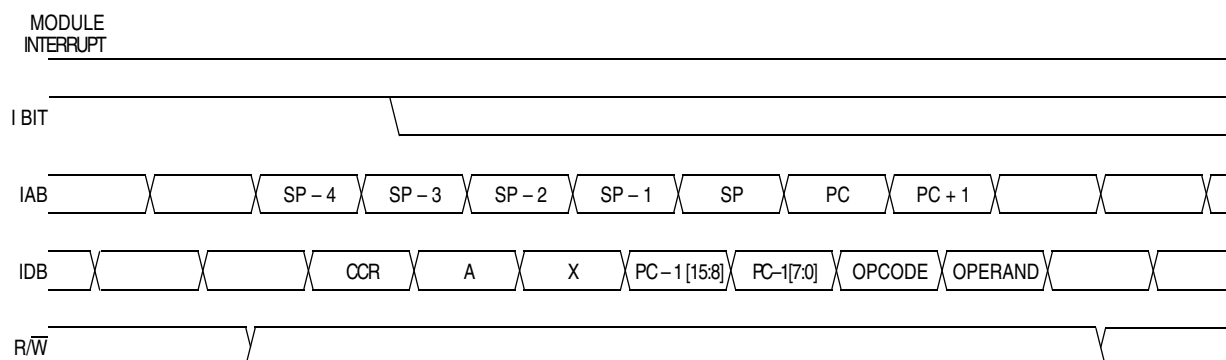 MODULE
INTERRUPT
I BIT
IAB SP – 4 SP – 3 SP – 2 SP – 1 SP PC PC + 1
IDB CCR A X PC – 1 [15:8] PC–1[7:0] OPCODE OPERAND
R/W̅